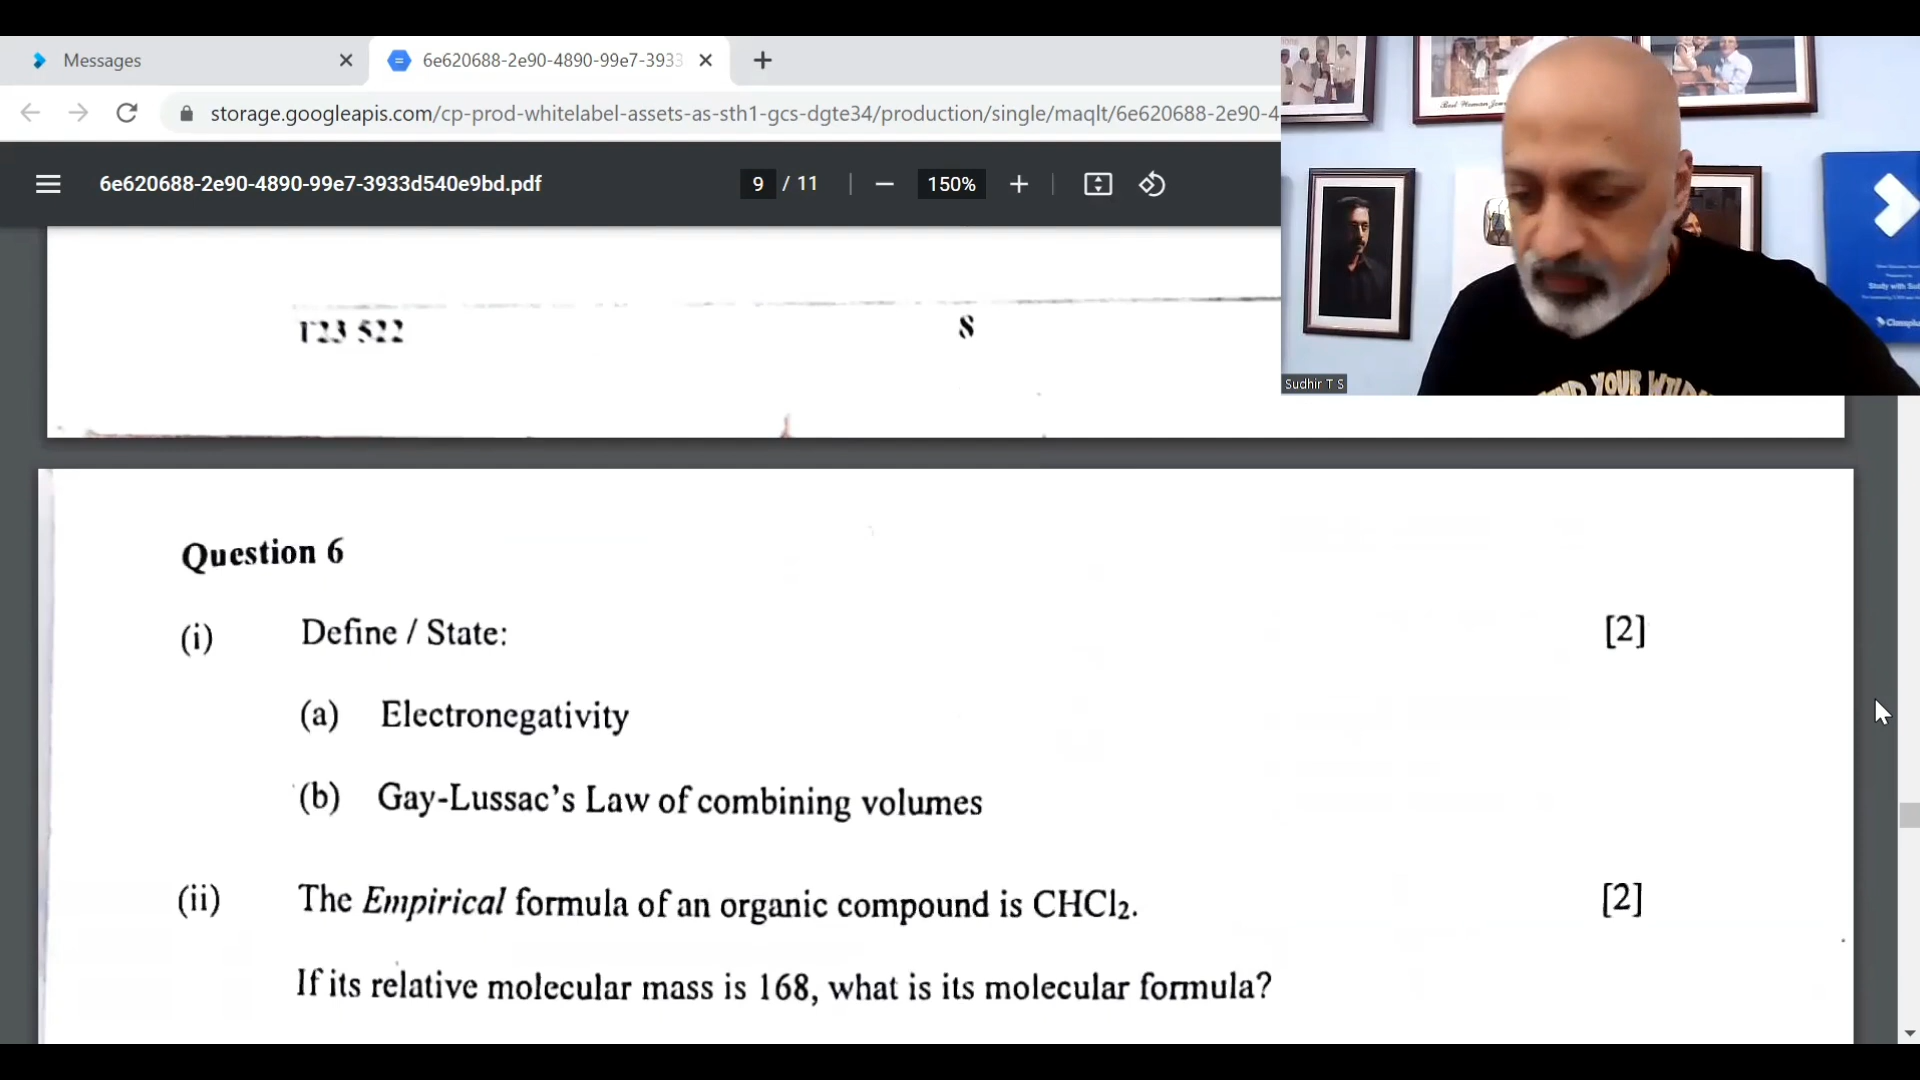 Messages
6e620688-2e90-4890-99e7-3933
storage.googleapis.com/cp-prod-whitelabel-assets-as-sth1-gcs-dgte34/production/single/maqlt/6e620688-2e90-4
6e620688-2e90-4890-99e7-3933d540e9bd.pdf
9 / 11
150%
Sudhir T S
T23 522
8
Question 6
(i) Define / State: [2]
(a) Electronegativity
(b) Gay-Lussac's Law of combining volumes
(ii) The Empirical formula of an organic compound is CHCl₂. [2]
If its relative molecular mass is 168, what is its molecular formula?